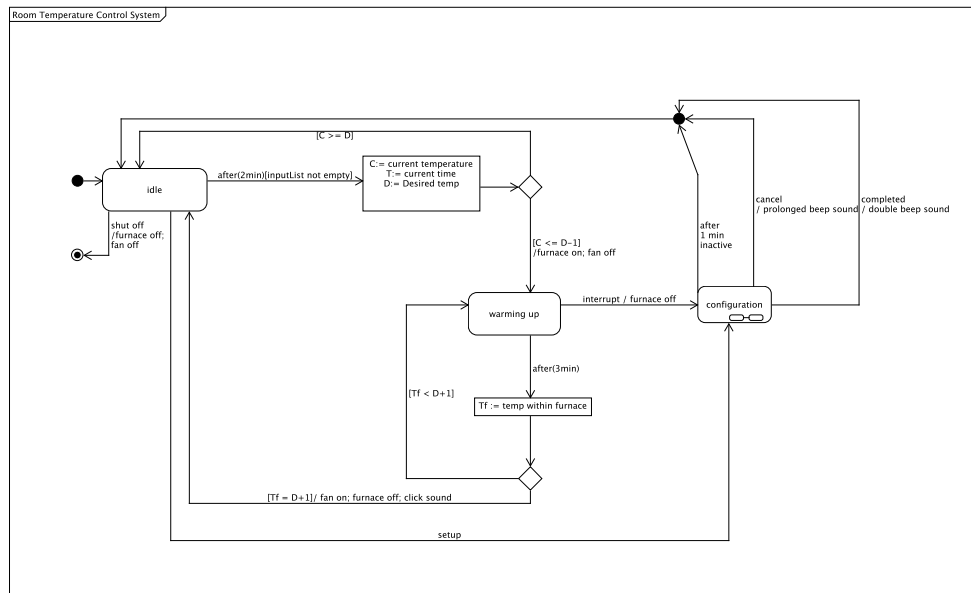 Room Temperature Control System
[C >= D]
C:= current temperature
T:= current time
D:= Desired temp
after(2min)[inputList not empty]
idle
cancel
/ prolonged beep sound
completed
/ double beep sound
shut off
/furnace off;
fan off
after
1 min
inactive
[C <= D-1]
/furnace on; fan off
interrupt / furnace off
configuration
warming up
after(3min)
[Tf < D+1]
Tf := temp within furnace
[Tf = D+1]/ fan on; furnace off; click sound
setup